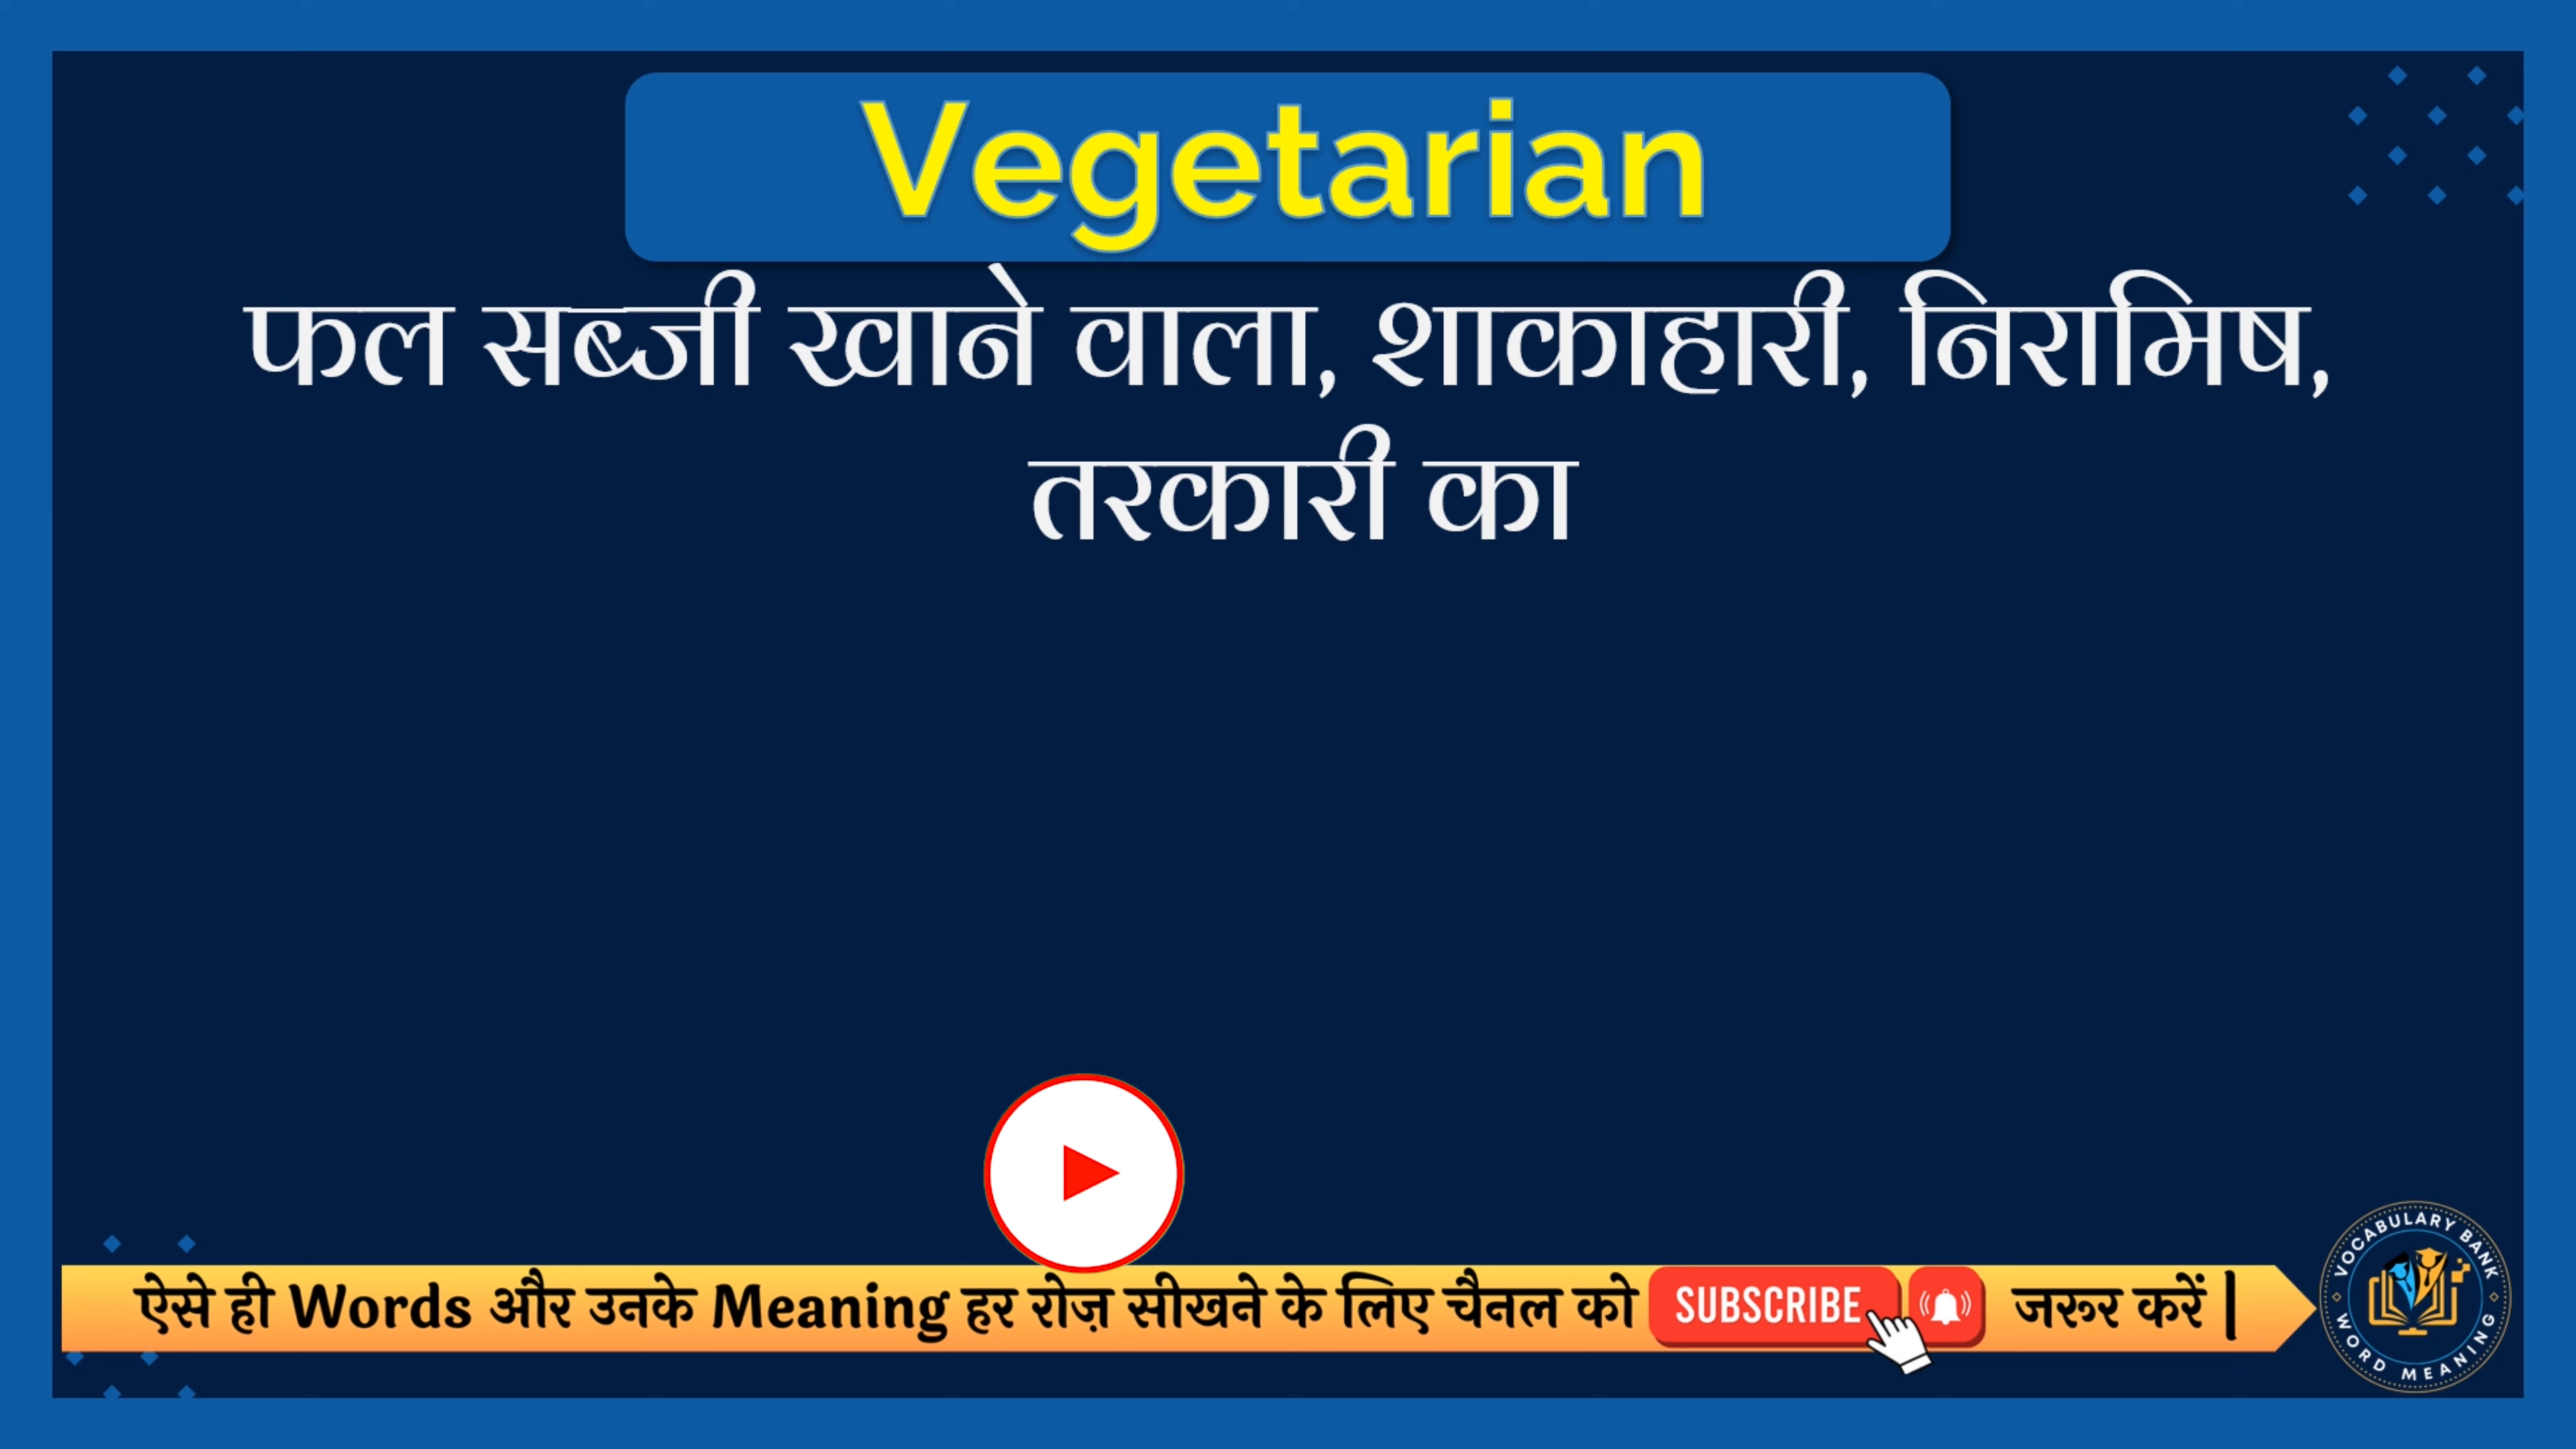 Vegetarian
फल सब्जी खाने वाला, शाकाहारी, निरामिष,
तरकारी का
ऐसे ही Words और उनके Meaning हर रोज़ सीखने के लिए चैनल को SUBSCRIBE जरूर करें |
VOCABULARY BANK
WORD MEANING